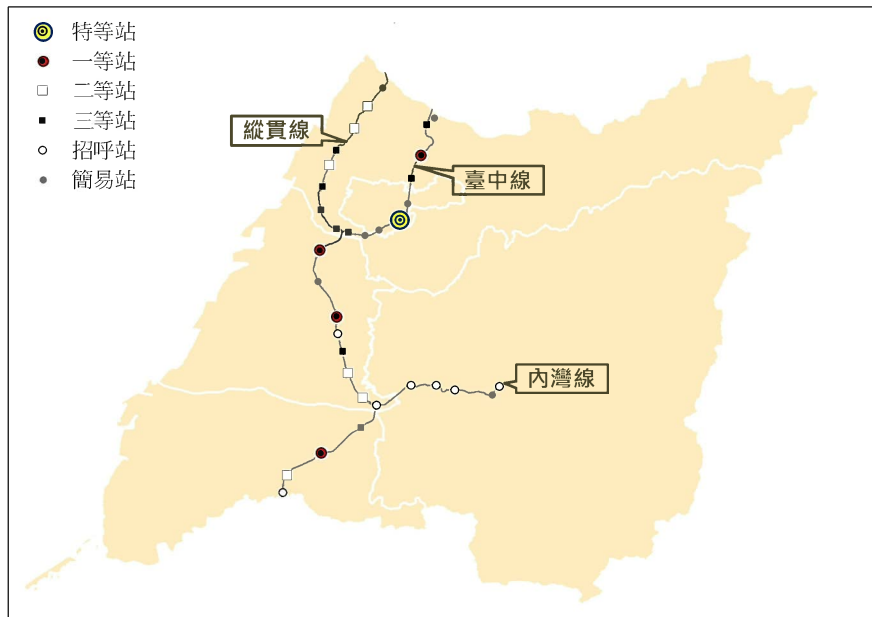 特等站
一等站
二等站
三等站
招呼站
簡易站
縱貫線
臺中線
內灣線